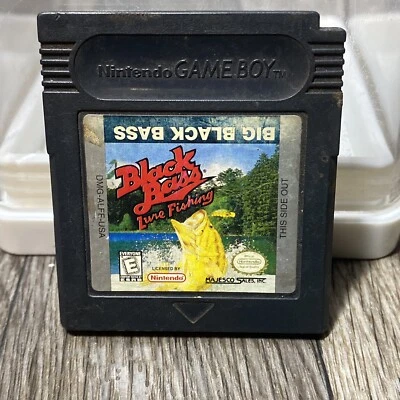 Nintendo GAME BOY TM
BIG BLACK BASS
Black
Bass
Lure Fishing
DMG-ALFE-USA
THIS SIDE OUT
E
LICENSED BY
Nintendo
MAJESCO SALES, INC.